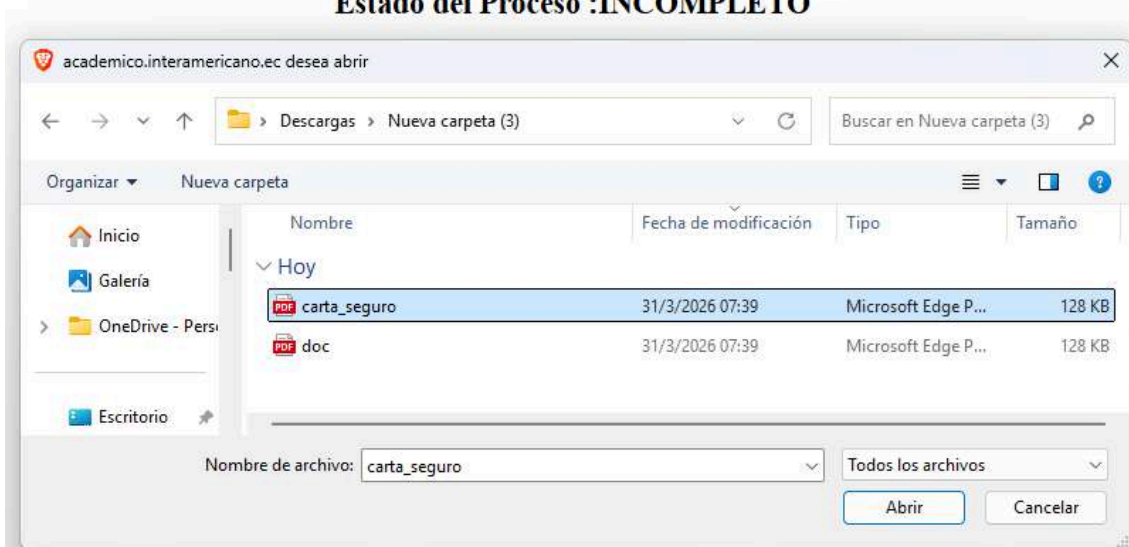 Estado del Proceso :INCOMPLETO
academico.interamericano.ec desea abrir
Descargas > Nueva carpeta (3)
Buscar en Nueva carpeta (3)
Organizar
Nueva carpeta
Nombre
Fecha de modificación
Tipo
Tamaño
Inicio
Galería
OneDrive - Pers
Escritorio
Hoy
PDF carta_seguro 31/3/2026 07:39 Microsoft Edge P... 128 KB
PDF doc 31/3/2026 07:39 Microsoft Edge P... 128 KB
Nombre de archivo: carta_seguro
Todos los archivos
Abrir
Cancelar